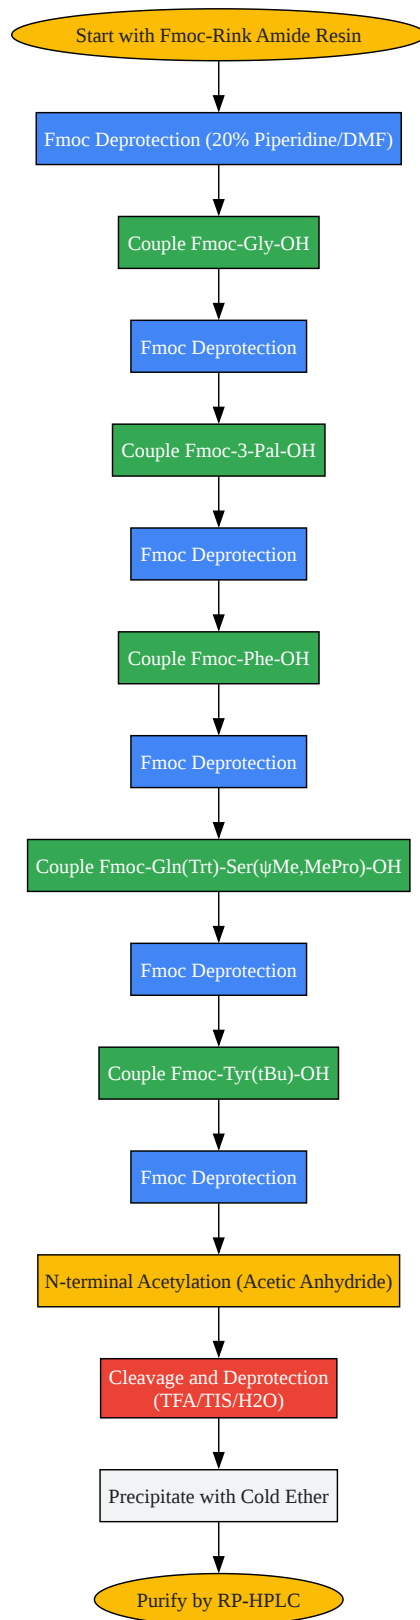 Start with Fmoc-Rink Amide Resin
Fmoc Deprotection (20% Piperidine/DMF)
Couple Fmoc-Gly-OH
Fmoc Deprotection
Couple Fmoc-3-Pal-OH
Fmoc Deprotection
Couple Fmoc-Phe-OH
Fmoc Deprotection
Couple Fmoc-Gln(Trt)-Ser(ψMe,MePro)-OH
Fmoc Deprotection
Couple Fmoc-Tyr(tBu)-OH
Fmoc Deprotection
N-terminal Acetylation (Acetic Anhydride)
Cleavage and Deprotection
(TFA/TIS/H2O)
Precipitate with Cold Ether
Purify by RP-HPLC